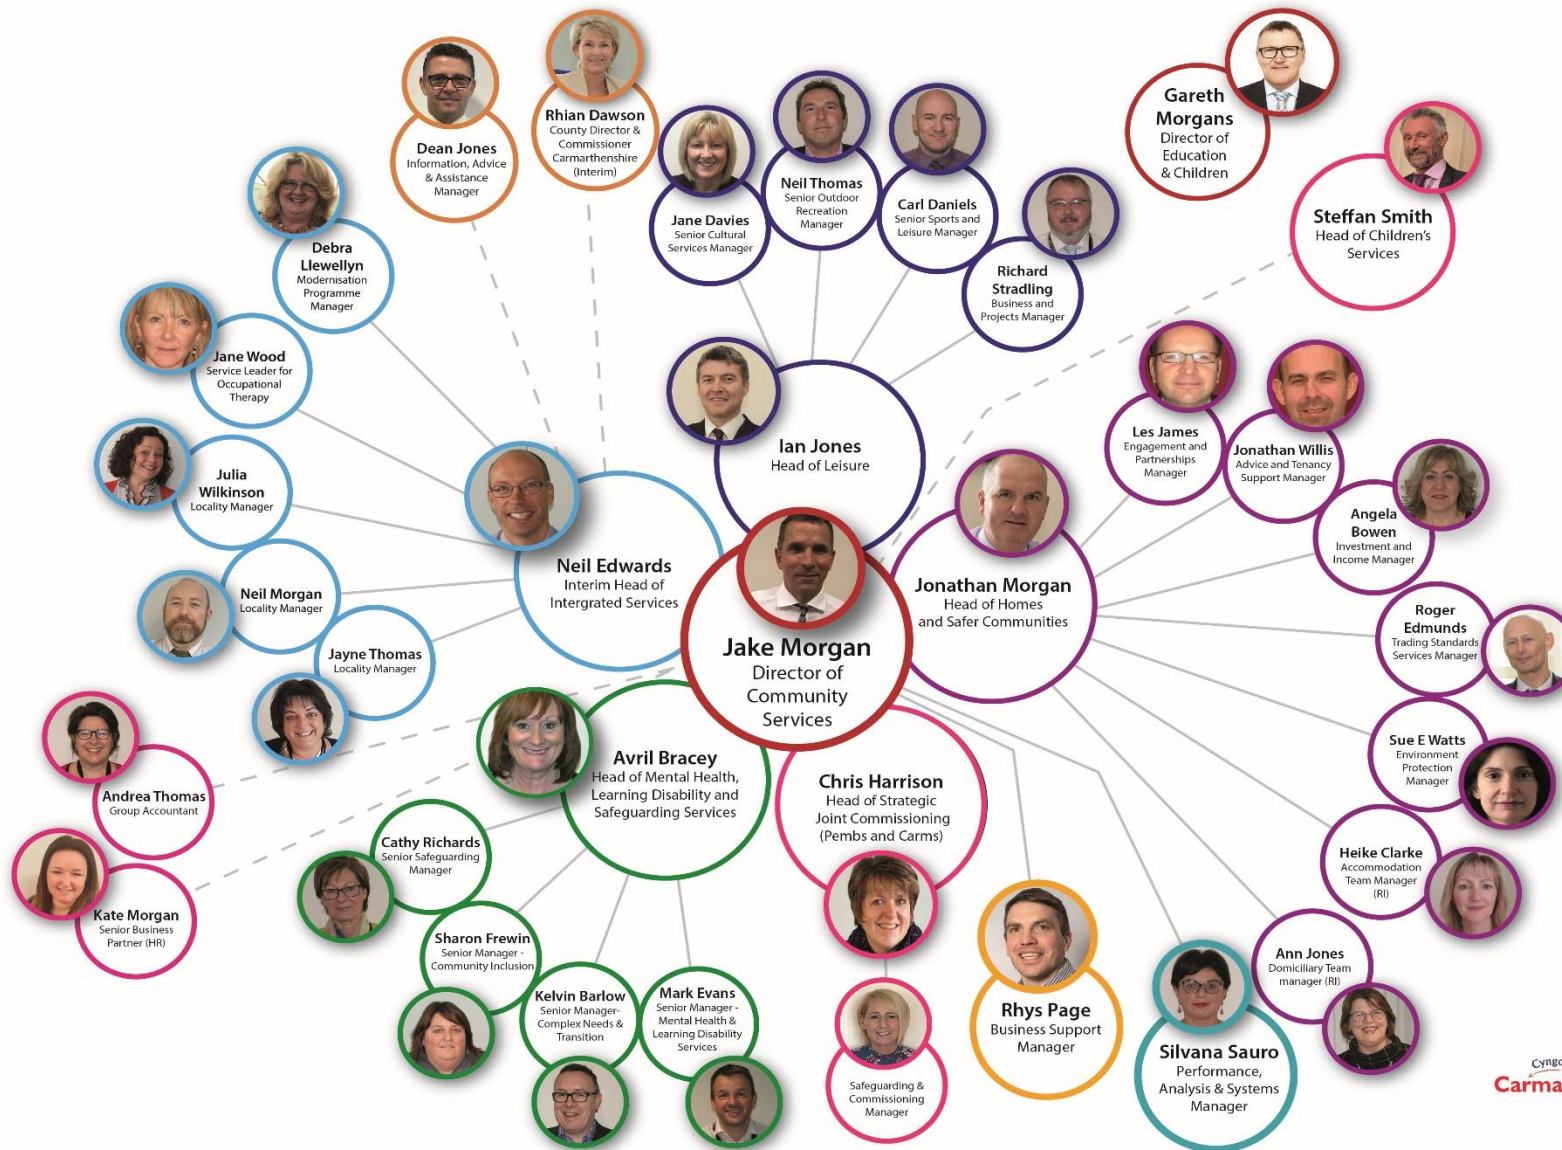 Dean Jones
Information, Advice
& Assistance
Manager
Rhian Dawson
County Director &
Commissioner
Carmarthenshire
(Interim)
Gareth
Morgans
Director of
Education
& Children
Steffan Smith
Head of Children's
Services
Jane Davies
Senior Cultural
Services Manager
Neil Thomas
Senior Outdoor
Recreation
Manager
Carl Daniels
Senior Sports and
Leisure Manager
Richard
Stradling
Business and
Projects Manager
Debra
Llewellyn
Modernisation
Programme
Manager
Jane Wood
Service Leader for
Occupational
Therapy
Julia
Wilkinson
Locality Manager
Neil Morgan
Locality Manager
Jayne Thomas
Locality Manager
Neil Edwards
Interim Head of
Intergrated Services
Ian Jones
Head of Leisure
Jonathan Morgan
Head of Homes
and Safer Communities
Les James
Engagement and
Partnerships
Manager
Jonathan Willis
Advice and Tenancy
Support Manager
Angela
Bowen
Investment and
Income Manager
Roger
Edmunds
Trading Standards
Services Manager
Sue E Watts
Environment
Protection
Manager
Heike Clarke
Accommodation
Team Manager
(RI)
Ann Jones
Domiciliary Team
manager (RI)
Jake Morgan
Director of
Community
Services
Andrea Thomas
Group Accountant
Kate Morgan
Senior Business
Partner (HR)
Avril Bracey
Head of Mental Health,
Learning Disability and
Safeguarding Services
Cathy Richards
Senior Safeguarding
Manager
Sharon Frewin
Senior Manager -
Community Inclusion
Kelvin Barlow
Senior Manager-
Complex Needs &
Transition
Mark Evans
Senior Manager -
Mental Health &
Learning Disability
Services
Chris Harrison
Head of Strategic
Joint Commissioning
(Pembs and Carms)
Safeguarding &
Commissioning
Manager
Rhys Page
Business Support
Manager
Silvana Sauro
Performance,
Analysis & Systems
Manager
Cyngo
Carma